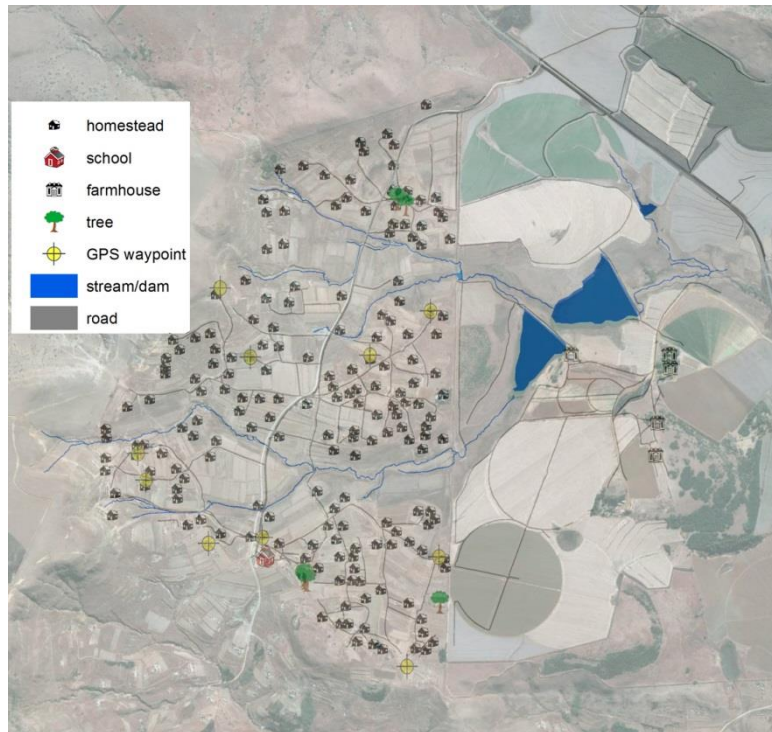 homestead
school
farmhouse
tree
GPS waypoint
stream/dam
road